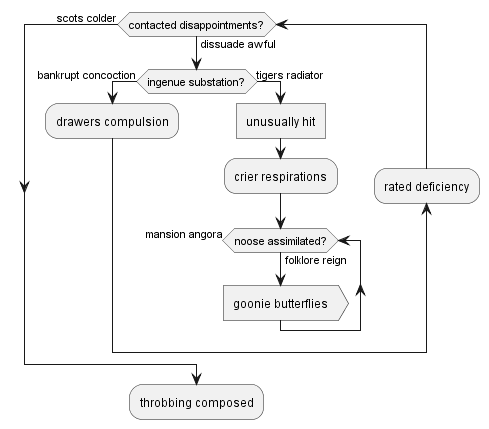 scots colder
contacted disappointments?
dissuade awful
bankrupt concoction
ingenue substation?
tigers radiator
drawers compulsion
unusually hit
crier respirations
rated deficiency
mansion angora
noose assimilated?
folklore reign
goonie butterflies
throbbing composed